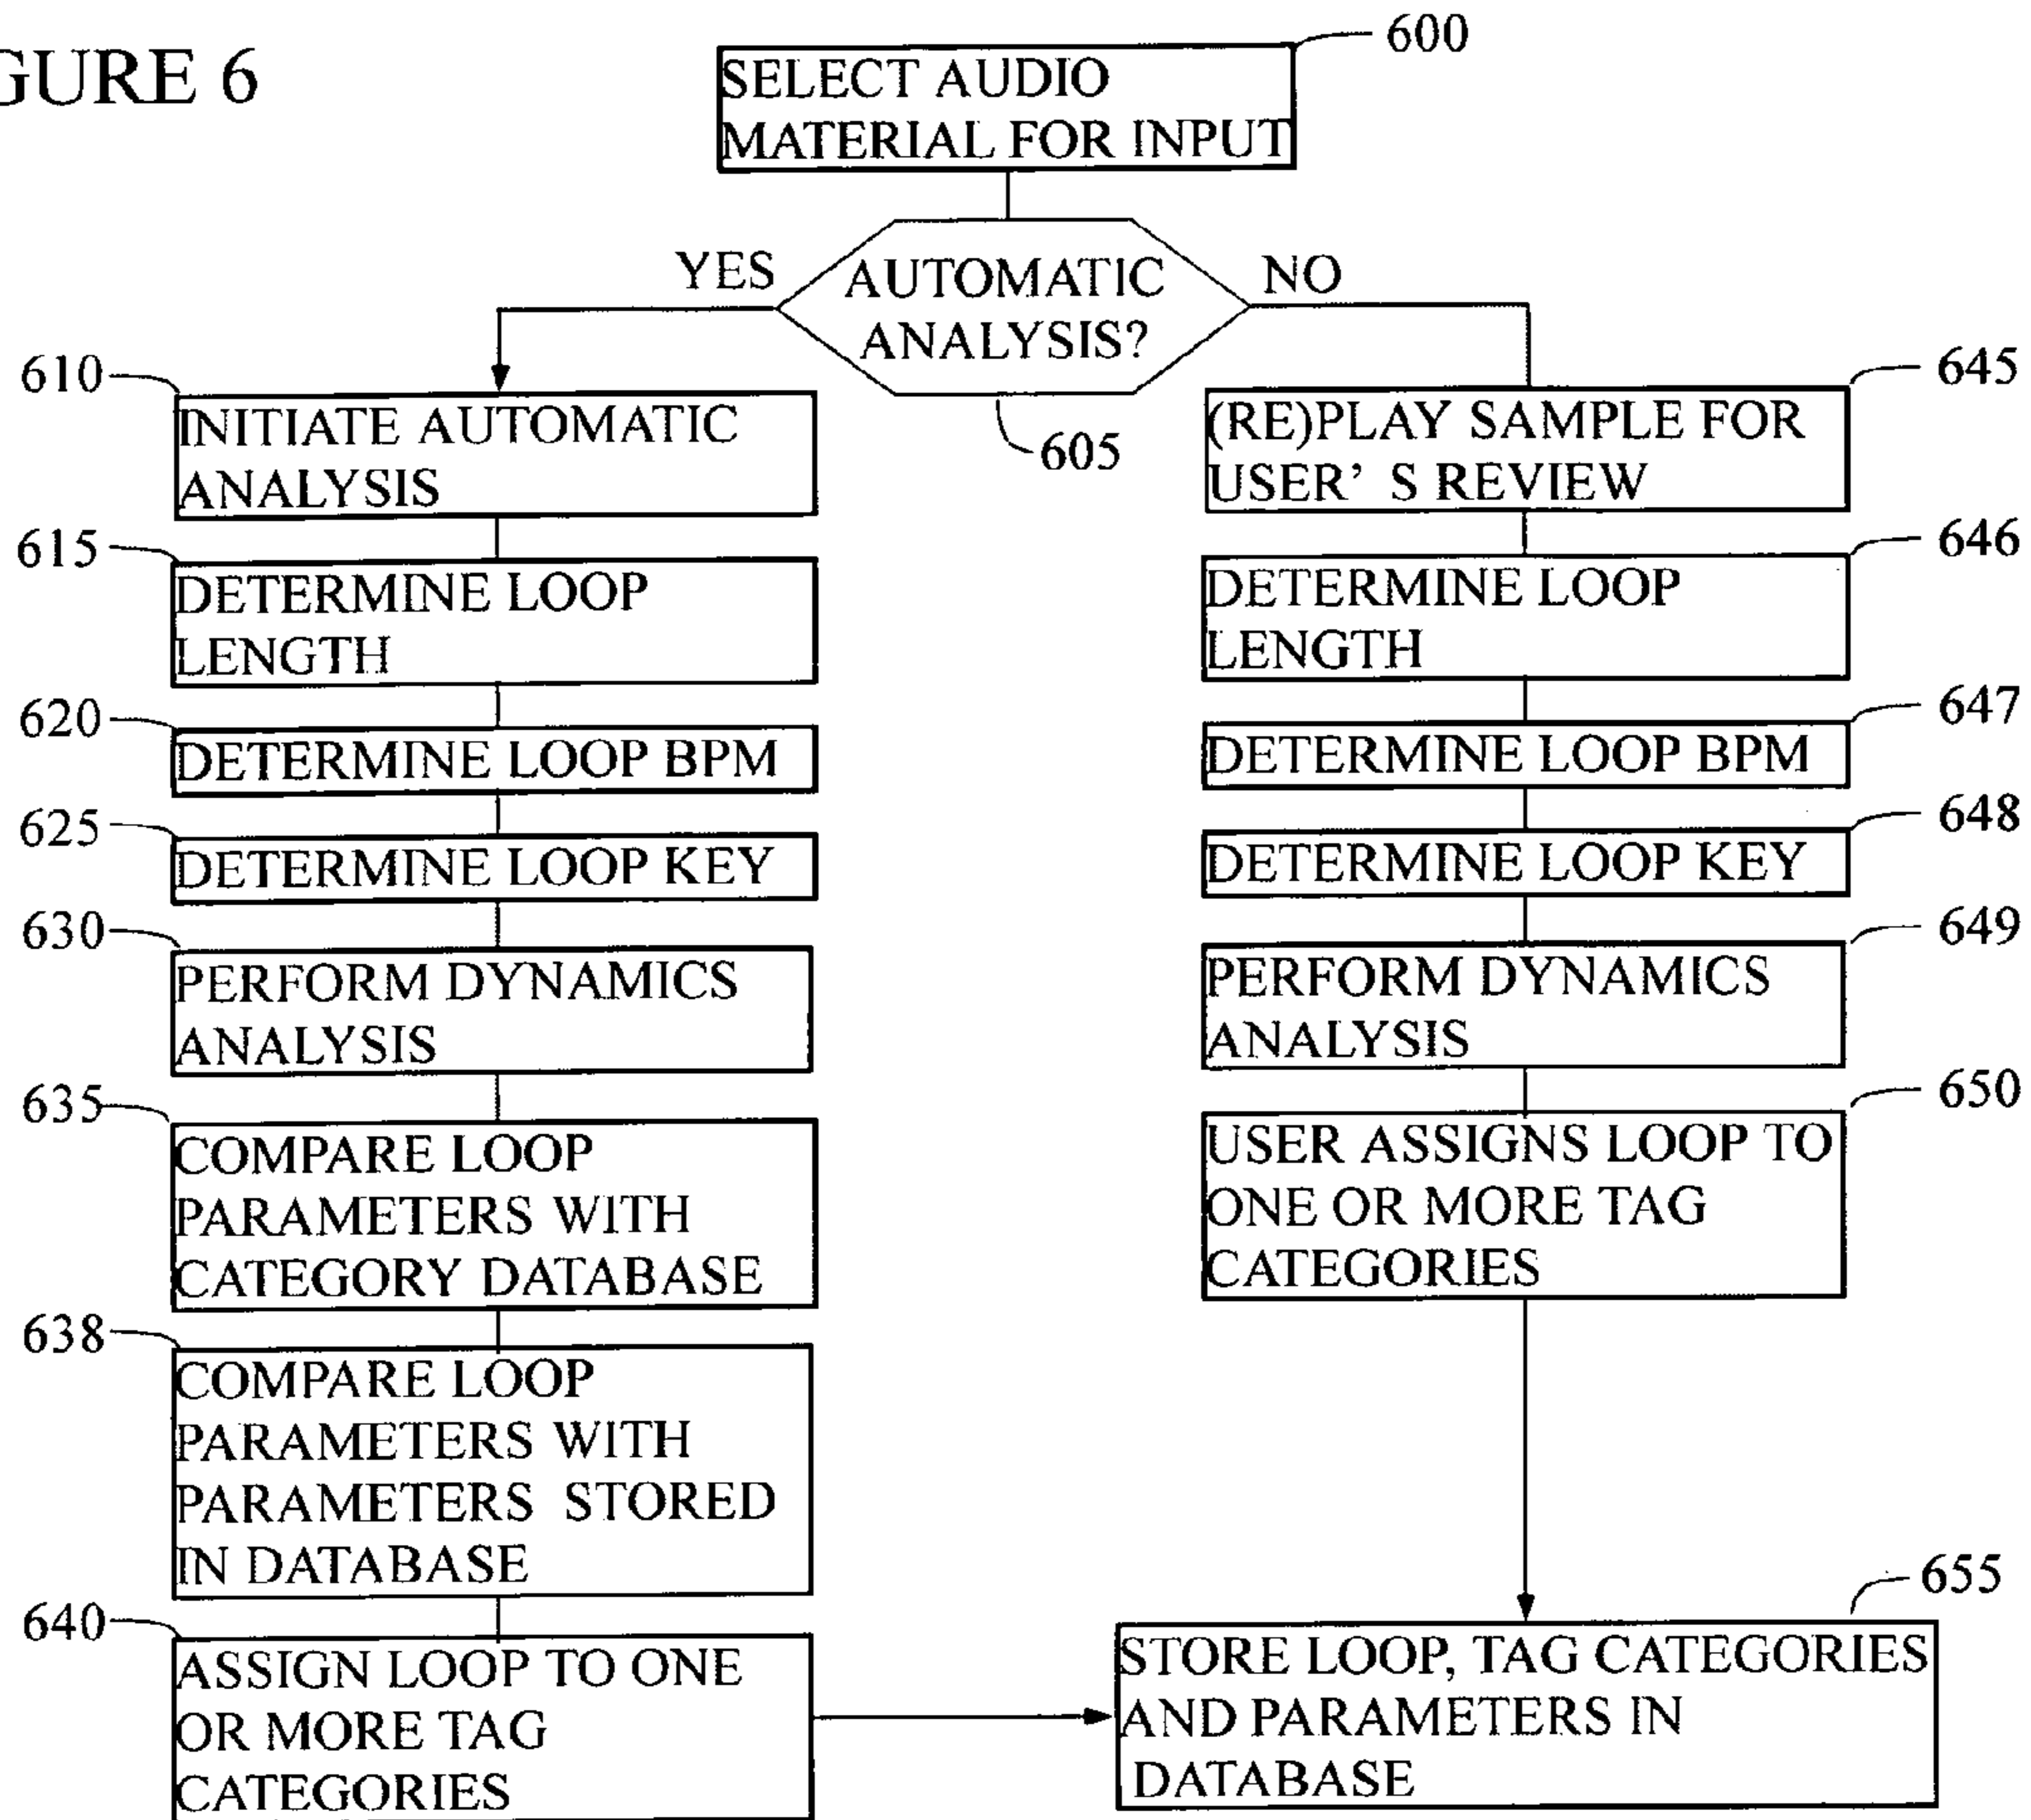 GURE 6
600
SELECT AUDIO
MATERIAL FOR INPUT
YES
AUTOMATIC
ANALYSIS?
NO
605
610
INITIATE AUTOMATIC
ANALYSIS
615
DETERMINE LOOP
LENGTH
620
DETERMINE LOOP BPM
625
DETERMINE LOOP KEY
630
PERFORM DYNAMICS
ANALYSIS
635
COMPARE LOOP
PARAMETERS WITH
CATEGORY DATABASE
638
COMPARE LOOP
PARAMETERS WITH
PARAMETERS STORED
IN DATABASE
640
ASSIGN LOOP TO ONE
OR MORE TAG
CATEGORIES
645
(RE)PLAY SAMPLE FOR
USER' S REVIEW
646
DETERMINE LOOP
LENGTH
647
DETERMINE LOOP BPM
648
DETERMINE LOOP KEY
649
PERFORM DYNAMICS
ANALYSIS
650
USER ASSIGNS LOOP TO
ONE OR MORE TAG
CATEGORIES
655
STORE LOOP, TAG CATEGORIES
AND PARAMETERS IN
DATABASE